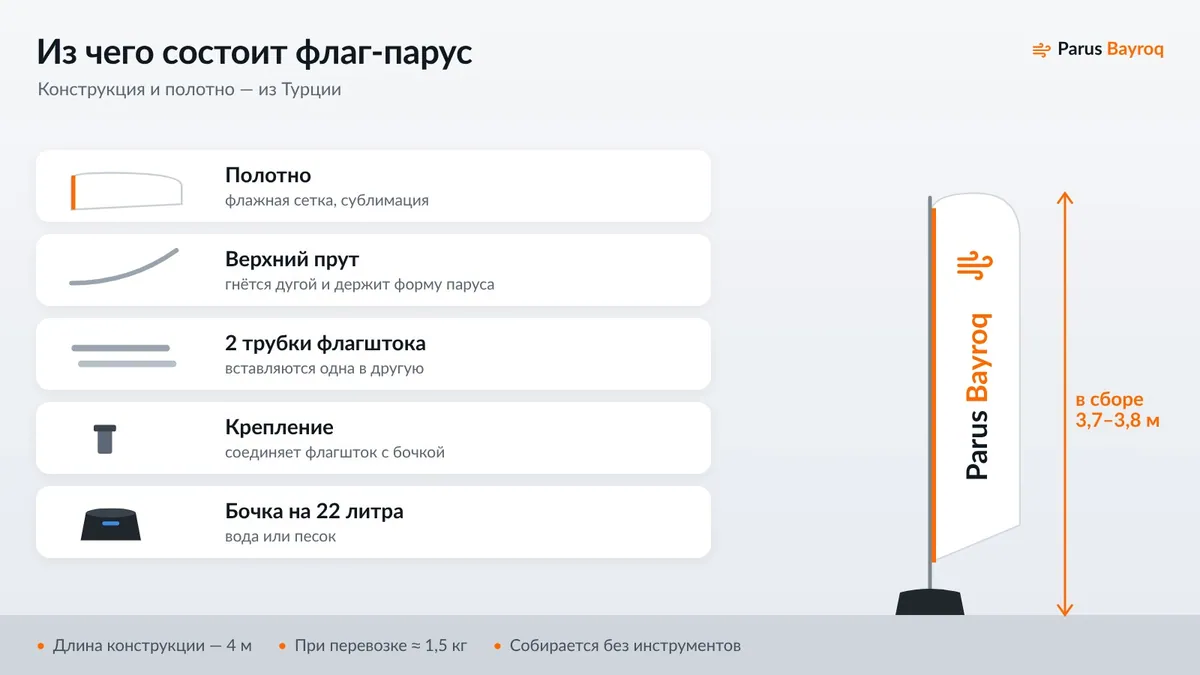 Из чего состоит флаг-парус
Конструкция и полотно — из Турции
Parus Bayroq
Полотно
флажная сетка, сублимация
Верхний прут
гнётся дугой и держит форму паруса
2 трубки флагштока
вставляются одна в другую
Крепление
соединяет флагшток с бочкой
Бочка на 22 литра
вода или песок
Parus Bayroq
в сборе
3,7–3,8 м
• Длина конструкции — 4 м • При перевозке ≈ 1,5 кг • Собирается без инструментов